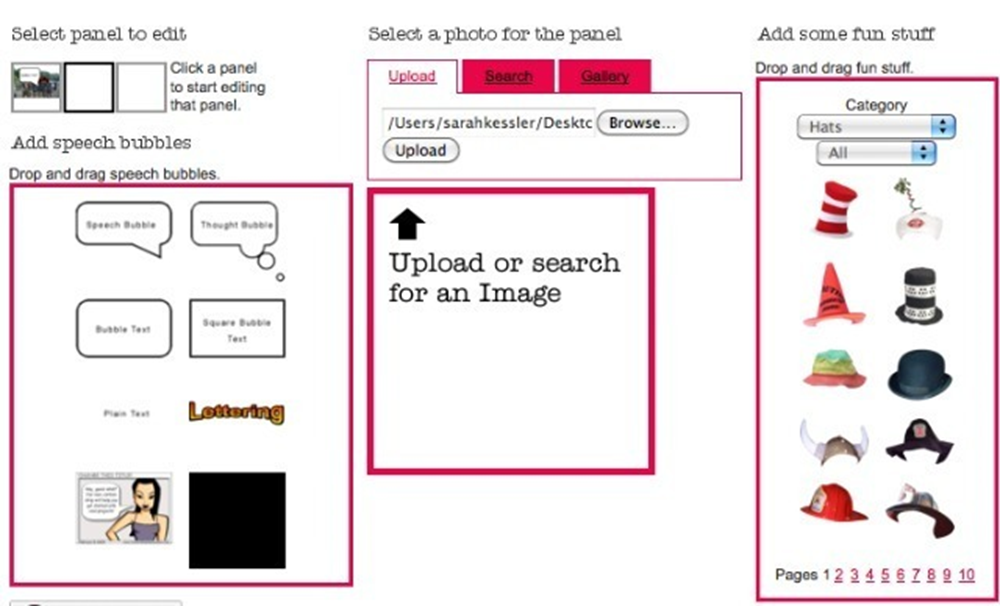 Select panel to edit
Click a panel
to start editing
that panel.
Add speech bubbles
Drop and drag speech bubbles.
Speech Bubble
Thought Bubble
Bubble Text
Square Bubble
Text
Plain Text
Lettering
Select a photo for the panel
Upload Search Gallery
/Users/sarahkessler/Deskto Browse...
Upload
Upload or search
for an Image
Add some fun stuff
Drop and drag fun stuff.
Category
Hats
All
Pages 1 2 3 4 5 6 7 8 9 10